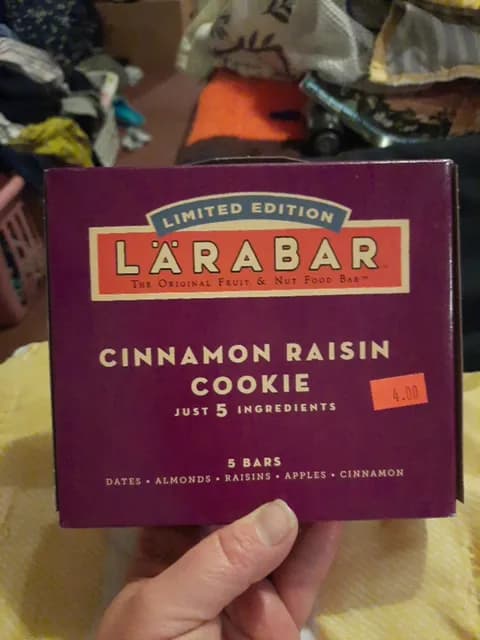 LIMITED EDITION
LÄRABAR™
THE ORIGINAL FRUIT & NUT FOOD BAR™
CINNAMON RAISIN
COOKIE
4.00
JUST 5 INGREDIENTS
5 BARS
DATES • ALMONDS • RAISINS • APPLES • CINNAMON